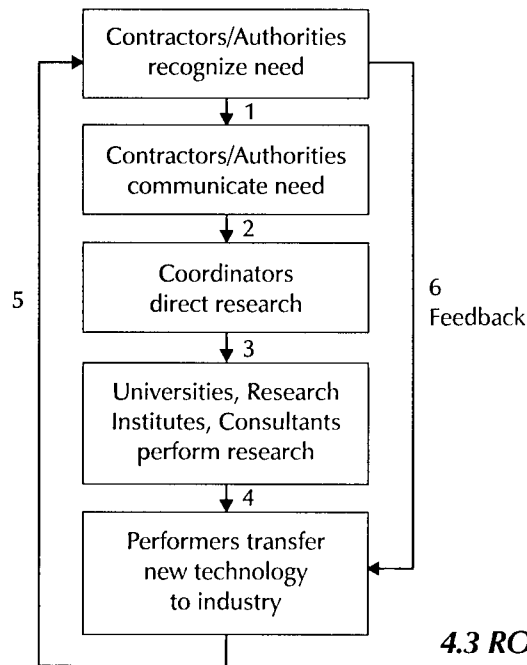 Contractors/Authorities
recognize need
1
Contractors/Authorities
communicate need
2
Coordinators
direct research
5
6
Feedback
3
Universities, Research
Institutes, Consultants
perform research
4
Performers transfer
new technology
to industry
4.3 RO